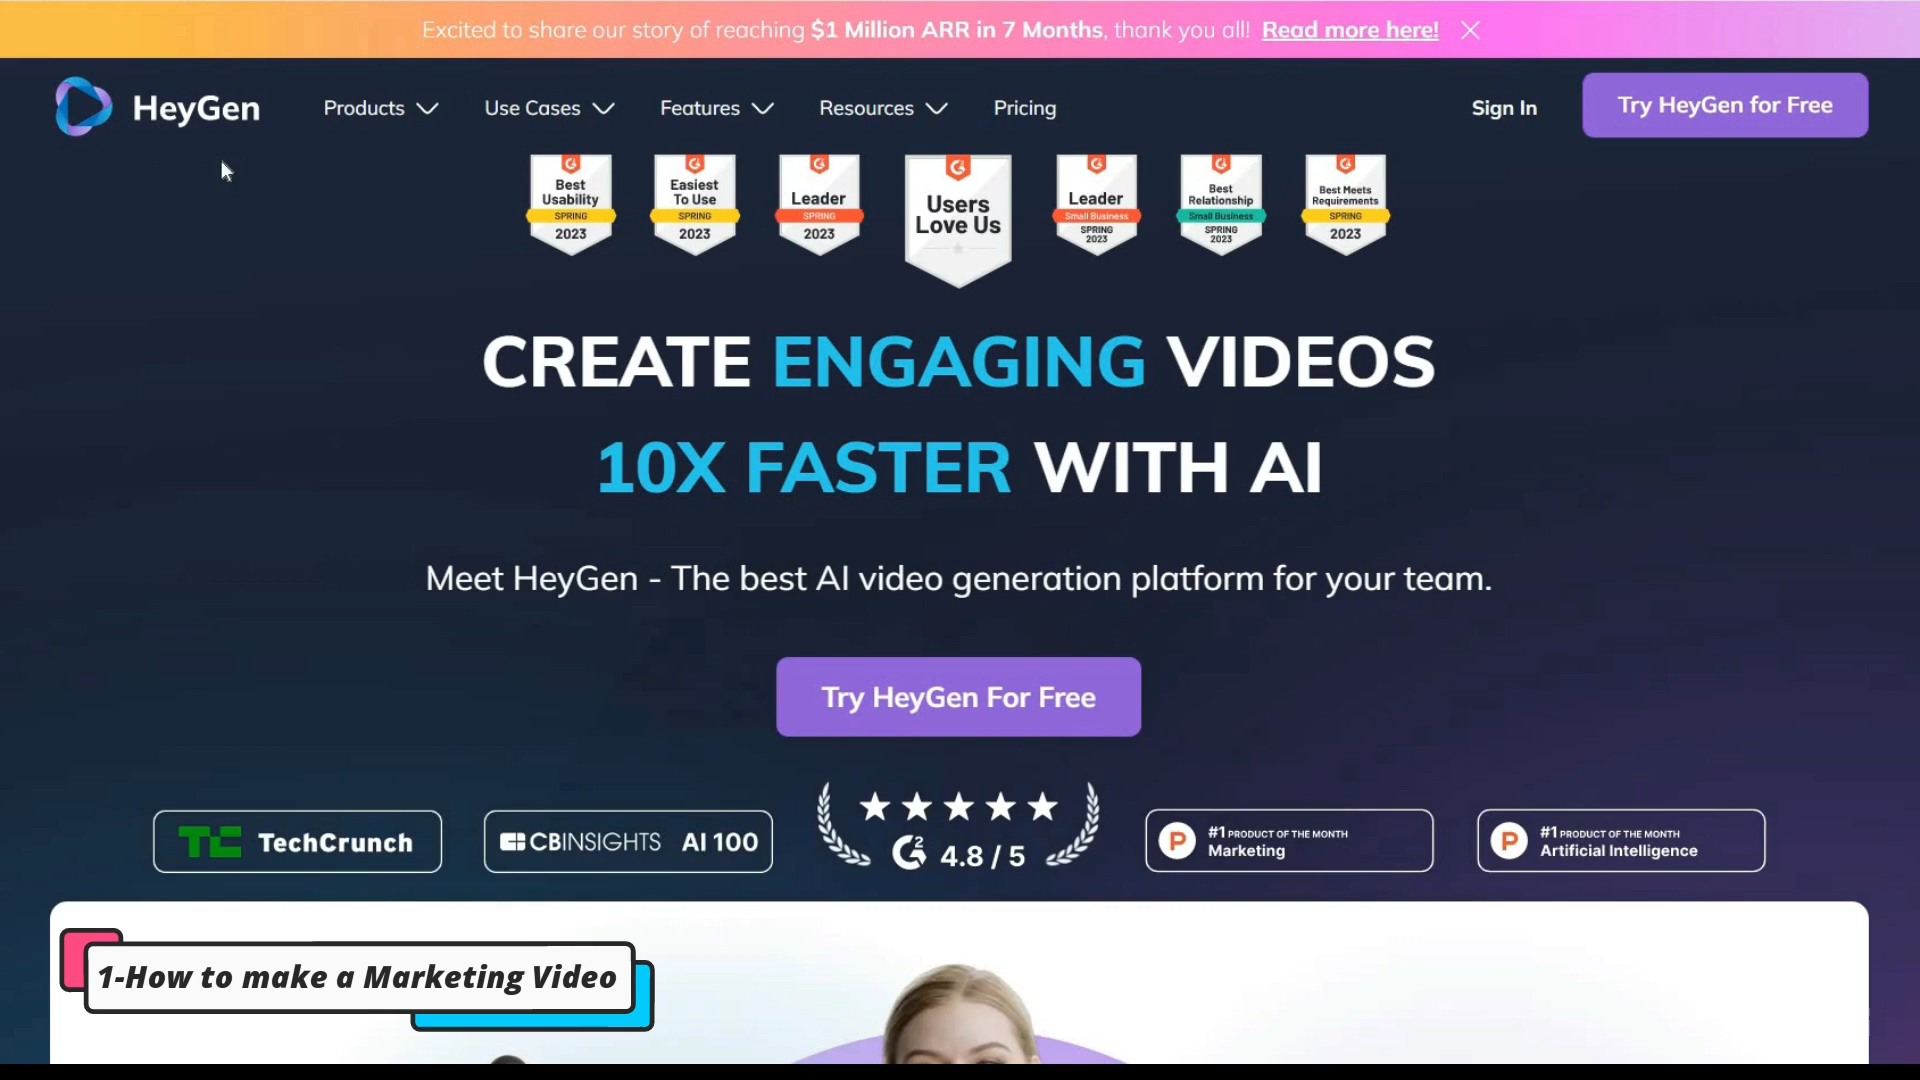 Excited to share our story of reaching $1 Million ARR in 7 Months, thank you all! Read more here!
HeyGen
Products
Use Cases
Features
Resources
Pricing
Sign In
Try HeyGen for Free
Best
Usability
SPRING
2023
Easiest
To Use
SPRING
2023
Leader
SPRING
2023
Users
Love Us
Leader
Small Business
SPRING
2023
Best
Relationship
Small Business
SPRING
2023
Best Meets
Requirements
SPRING
2023
CREATE ENGAGING VIDEOS
10X FASTER WITH AI
Meet HeyGen - The best AI video generation platform for your team.
Try HeyGen For Free
TC TechCrunch
CBINSIGHTS AI 100
G2 4.8 / 5
P #1 PRODUCT OF THE MONTH
Marketing
P #1 PRODUCT OF THE MONTH
Artificial Intelligence
1-How to make a Marketing Video